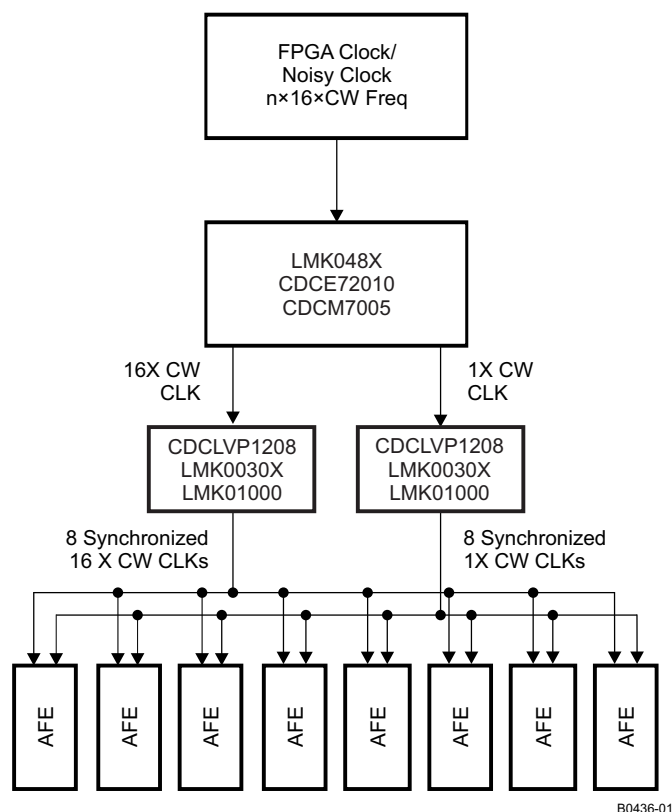 FPGA Clock/
Noisy Clock
n×16×CW Freq
LMK048X
CDCE72010
CDCM7005
16X CW
CLK
1X CW
CLK
CDCLVP1208
LMK0030X
LMK01000
CDCLVP1208
LMK0030X
LMK01000
8 Synchronized
16 X CW CLKs
8 Synchronized
1X CW CLKs
AFE
AFE
AFE
AFE
AFE
AFE
AFE
AFE
B0436-01